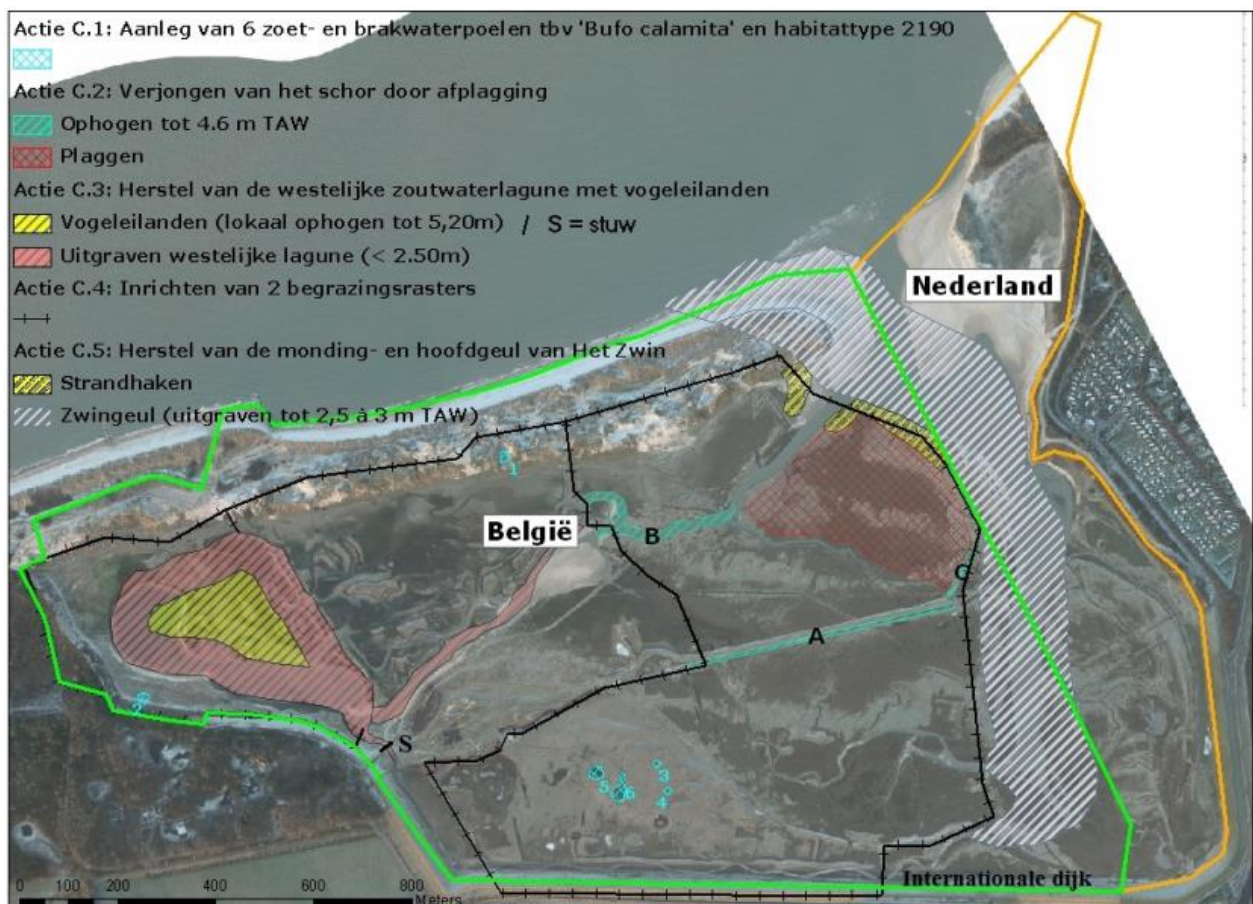 Actie C.1: Aanleg van 6 zoet- en brakwaterpoelen tbv 'Bufo calamita' en habitattype 2190
Actie C.2: Verjongen van het schor door afplagging
Ophogen tot 4.6 m TAW
Plaggen
Actie C.3: Herstel van de westelijke zoutwaterlagune met vogeleilanden
Vogeleilanden (lokaal ophogen tot 5,20m) / S = stuw
Uitgraven westelijke lagune (< 2.50m)
Actie C.4: Inrichten van 2 begrazingsrasters
Actie C.5: Herstel van de monding- en hoofdgeul van Het Zwin
Strandhaken
Zwingeul (uitgraven tot 2,5 à 3 m TAW)
Nederland
1
België
B
C
A
2
S
3
5
6
4
Internationale dijk
0 100 200 400 600 800
Meters